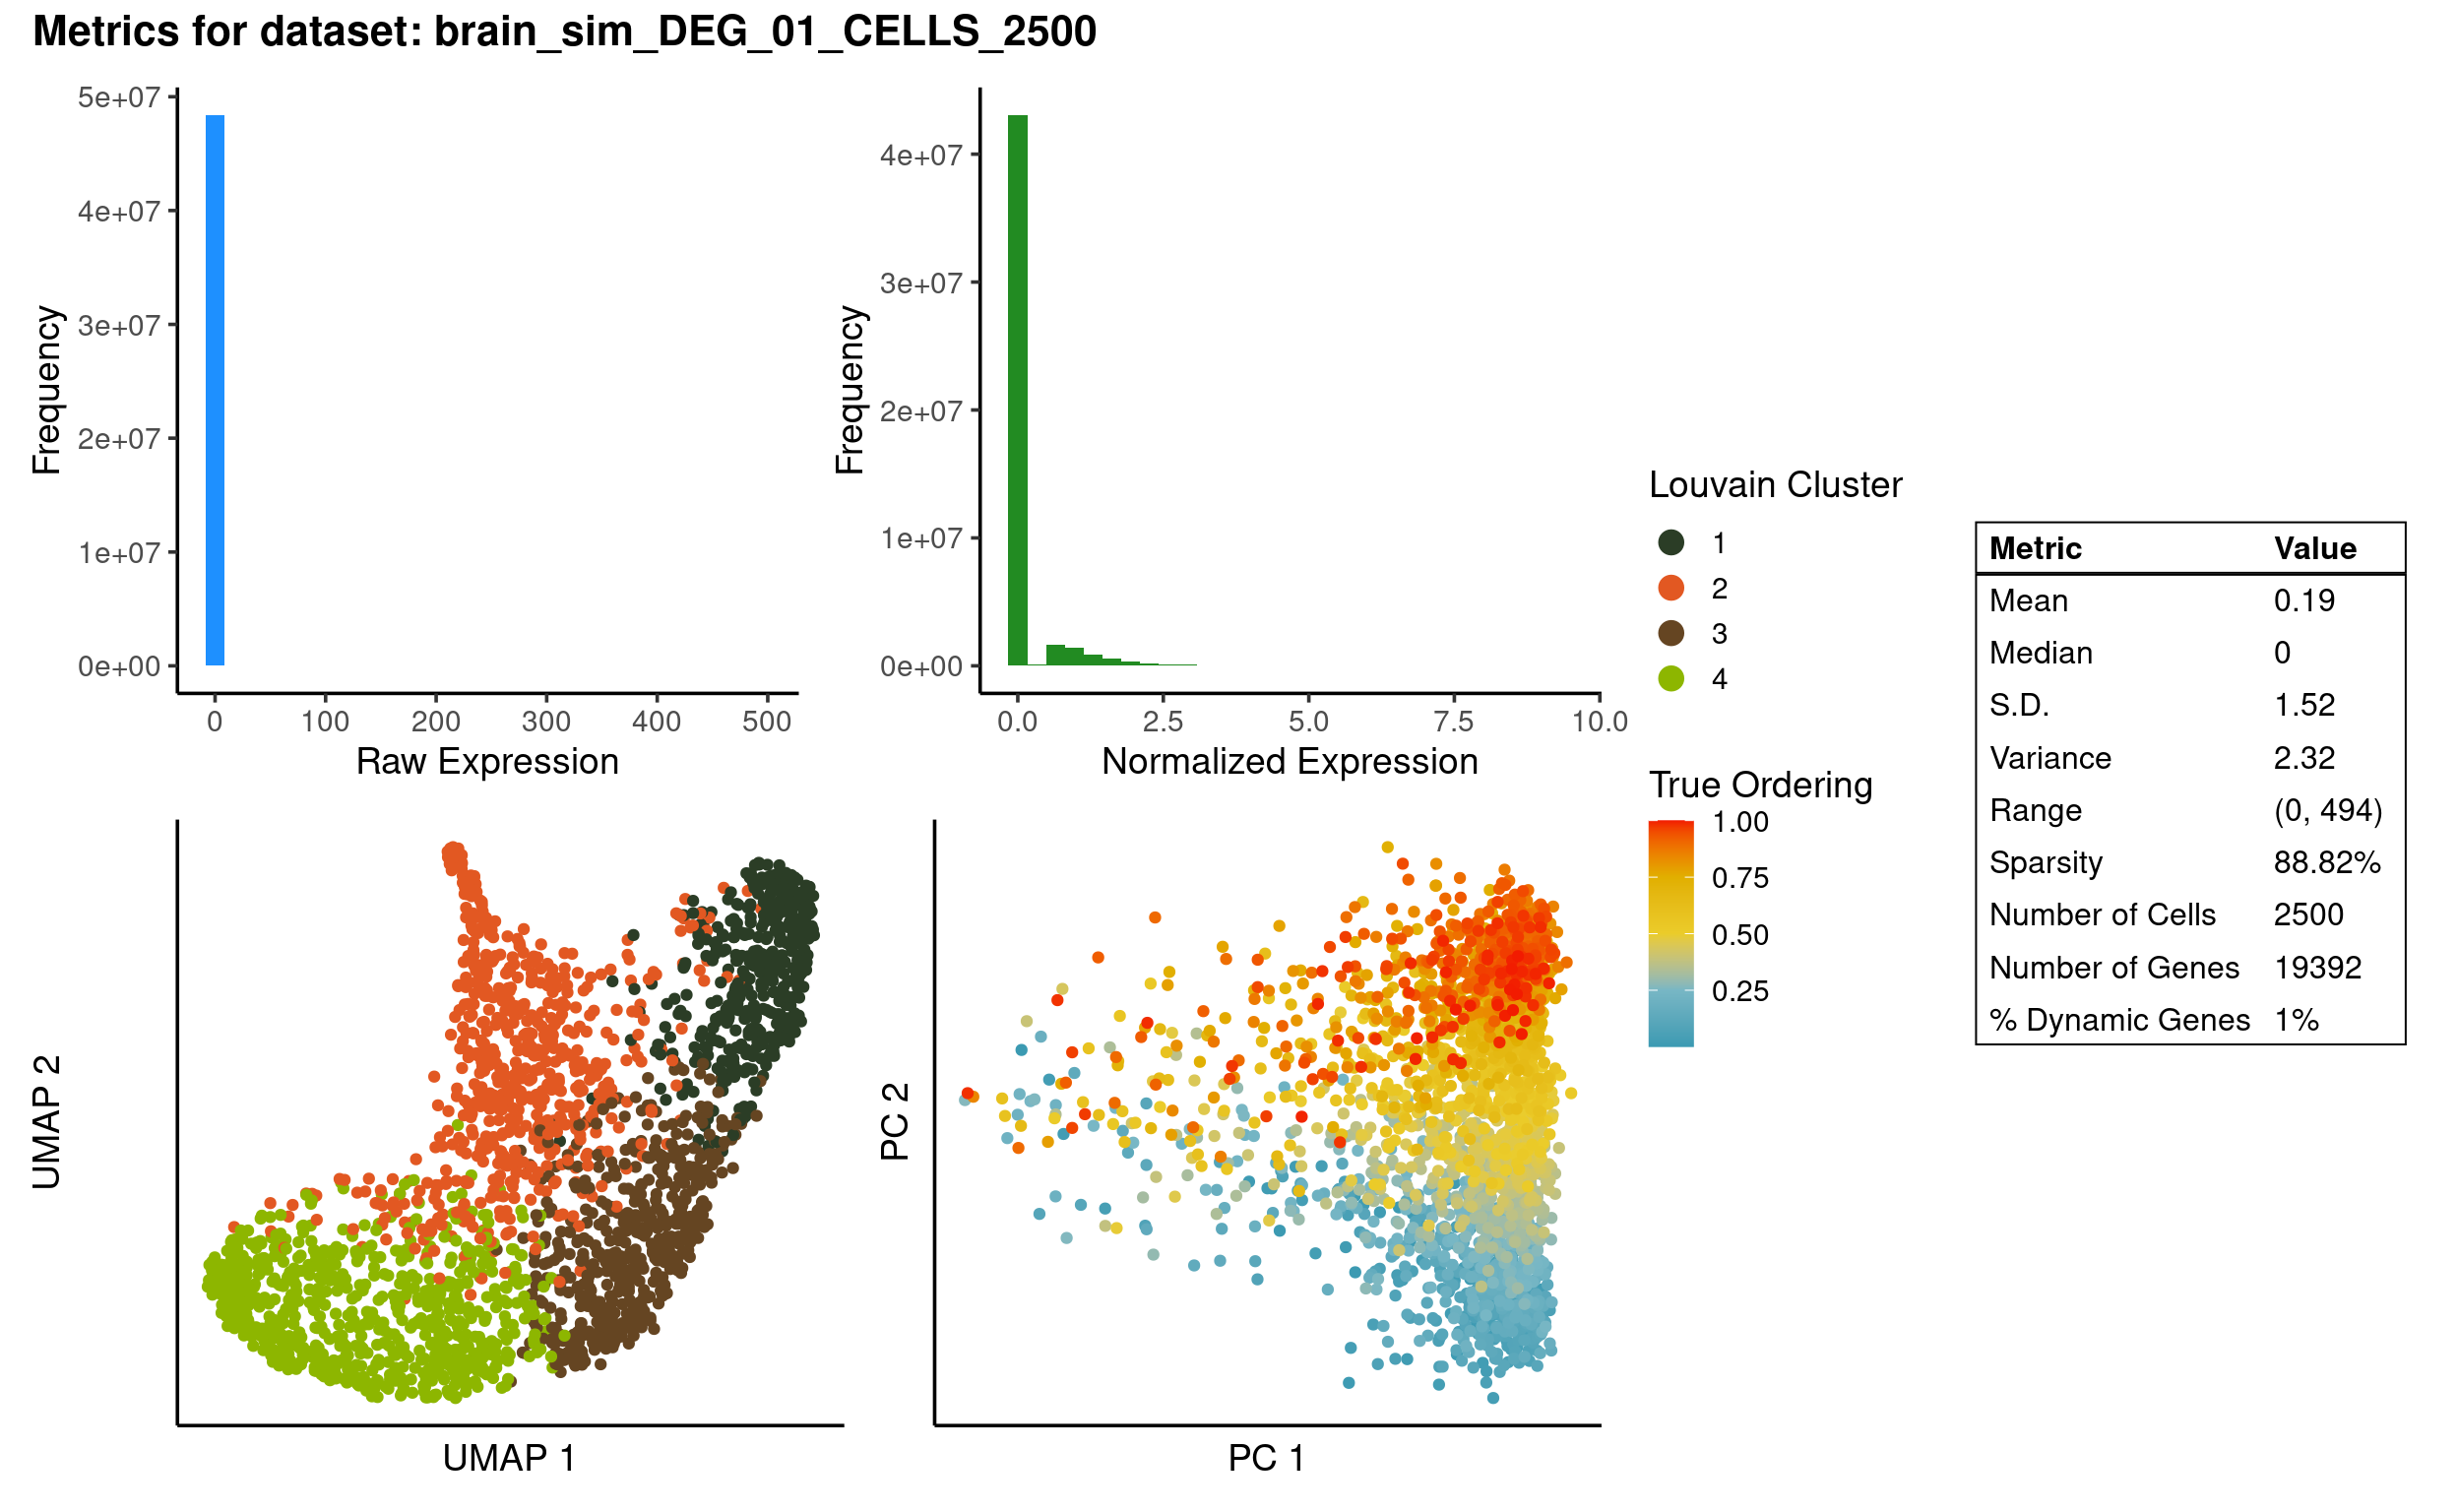 Metrics for dataset: brain_sim_DEG_01_CELLS_2500
5e+07
4e+07
3e+07
2e+07
1e+07
0e+00
Frequency
0 100 200 300 400 500
Raw Expression
4e+07
3e+07
2e+07
1e+07
0e+00
Frequency
0.0 2.5 5.0 7.5 10.0
Normalized Expression
UMAP 2
UMAP 1
PC 2
PC 1
Louvain Cluster
1
2
3
4
True Ordering
1.00
0.75
0.50
0.25
Metric Value
Mean 0.19
Median 0
S.D. 1.52
Variance 2.32
Range (0, 494)
Sparsity 88.82%
Number of Cells 2500
Number of Genes 19392
% Dynamic Genes 1%